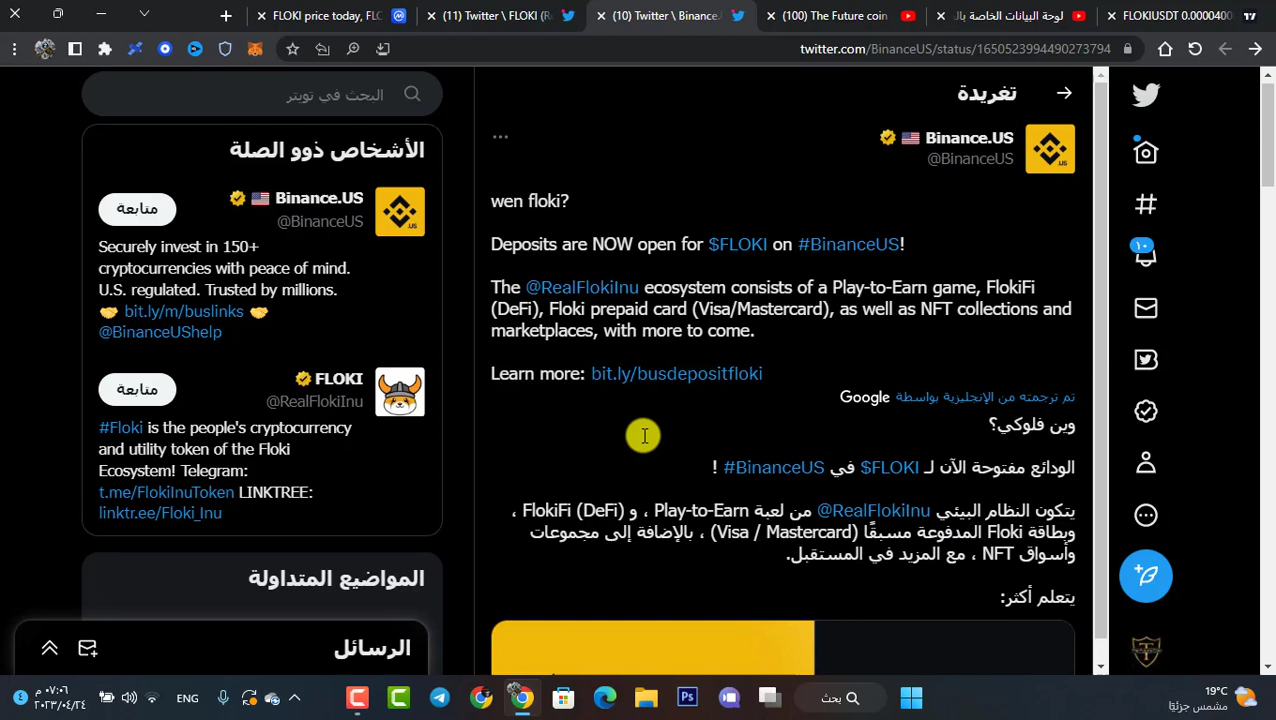 FLOKI price today, FLO
(11) Twitter \ FLOKI (R
(10) Twitter \ Binance.
(100) The Future coin
لوحة البيانات الخاصة بال
FLOKIUSDT 0.0000400
twitter.com/BinanceUS/status/1650523994490273794
البحث في تويتر
الأشخاص ذوو الصلة
Binance.US
@BinanceUS
متابعة
Securely invest in 150+
cryptocurrencies with peace of mind.
U.S. regulated. Trusted by millions.
🤝 bit.ly/m/buslinks 🤝
@BinanceUShelp
FLOKI
@RealFlokiInu
متابعة
#Floki is the people's cryptocurrency
and utility token of the Floki
Ecosystem! Telegram:
t.me/FlokiInuToken LINKTREE:
linktr.ee/Floki_Inu
المواضيع المتداولة
الرسائل
تغريدة
Binance.US
@BinanceUS
wen floki?
Deposits are NOW open for $FLOKI on #BinanceUS!
The @RealFlokiInu ecosystem consists of a Play-to-Earn game, FlokiFi
(DeFi), Floki prepaid card (Visa/Mastercard), as well as NFT collections and
marketplaces, with more to come.
Learn more: bit.ly/busdepositfloki
تم ترجمته من الإنجليزية بواسطة Google
وين فلوكي؟
الودائع مفتوحة الآن لـ $FLOKI في #BinanceUS !
يتكون النظام البيئي @RealFlokiInu من لعبة Play-to-Earn ، و FlokiFi (DeFi) ،
وبطاقة Floki المدفوعة مسبقًا (Visa / Mastercard) ، بالإضافة إلى مجموعات
وأسواق NFT ، مع المزيد في المستقبل.
يتعلم أكثر:
١٠
٠٧:٠٦ م
٢٠٢٣/٠٤/٢٤
ENG
Ps
بحث
19°C
مشمس جزئيًا